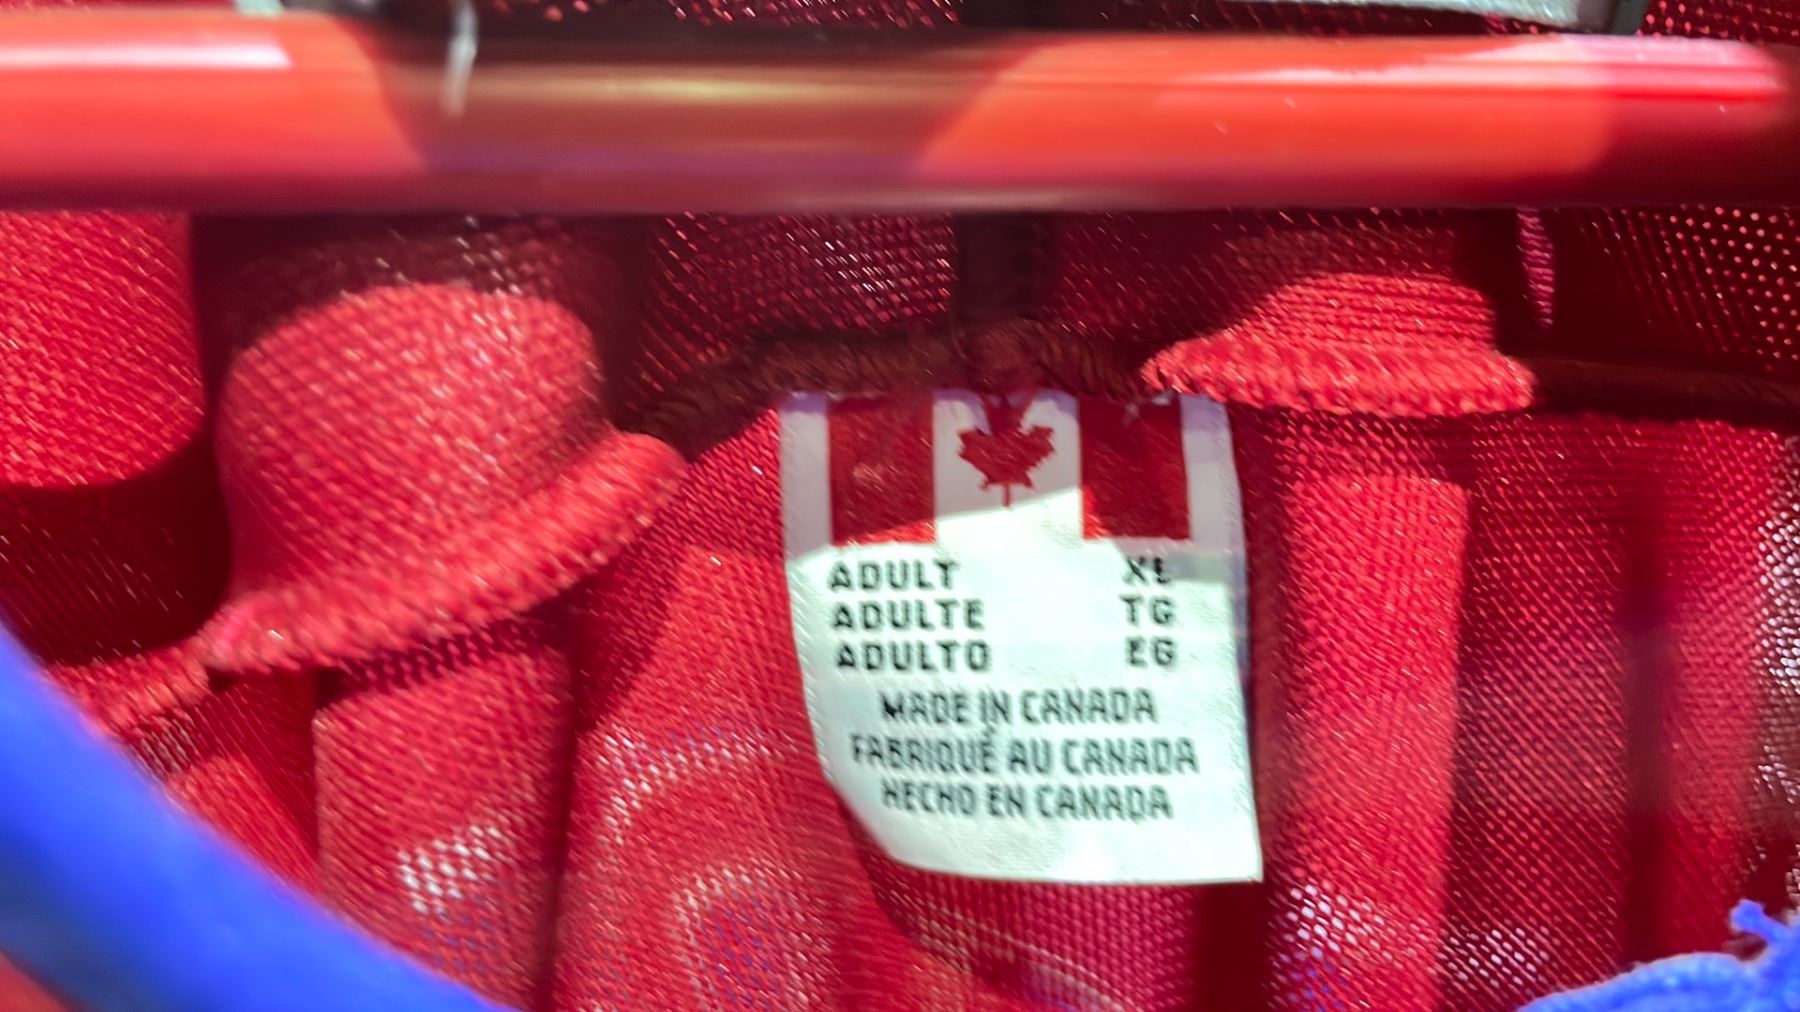 ADULT XL
ADULTE TG
ADULTO EG
MADE IN CANADA
FABRIQUÉ AU CANADA
HECHO EN CANADA